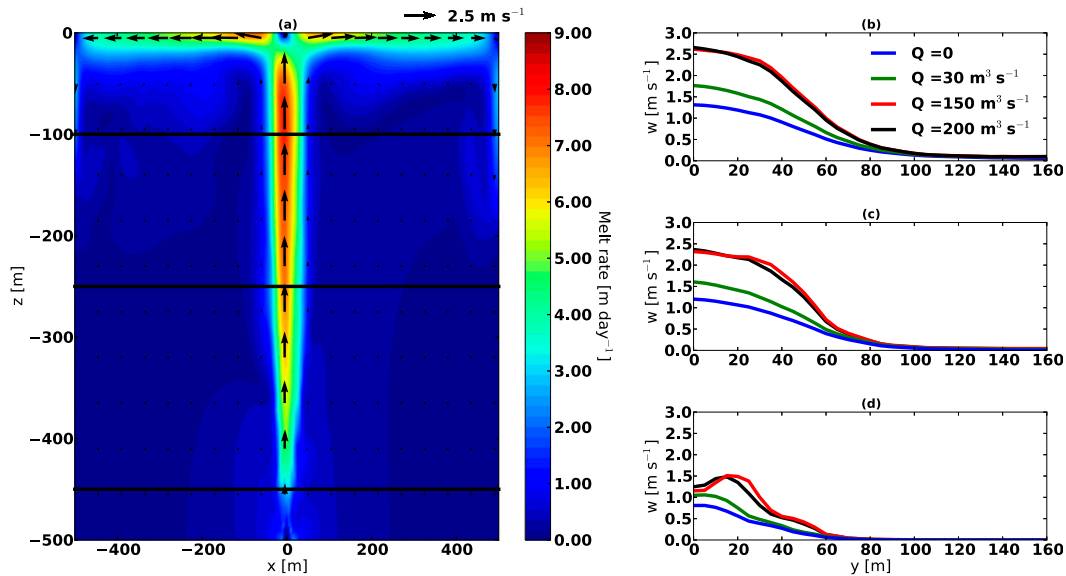 2.5 m s⁻¹
(a)
0
−100
−200
−300
−400
−500
z [m]
−400 −200 0 200 400
x [m]
9.00
8.00
7.00
6.00
5.00
4.00
3.00
2.00
1.00
0.00
Melt rate [m day⁻¹]
(b)
3.0
2.5
2.0
1.5
1.0
0.5
0.0
w [m s⁻¹]
Q =0
Q =30 m³ s⁻¹
Q =150 m³ s⁻¹
Q =200 m³ s⁻¹
0 20 40 60 80 100 120 140 160
(c)
3.0
2.5
2.0
1.5
1.0
0.5
0.0
w [m s⁻¹]
0 20 40 60 80 100 120 140 160
(d)
3.0
2.5
2.0
1.5
1.0
0.5
0.0
w [m s⁻¹]
0 20 40 60 80 100 120 140 160
y [m]